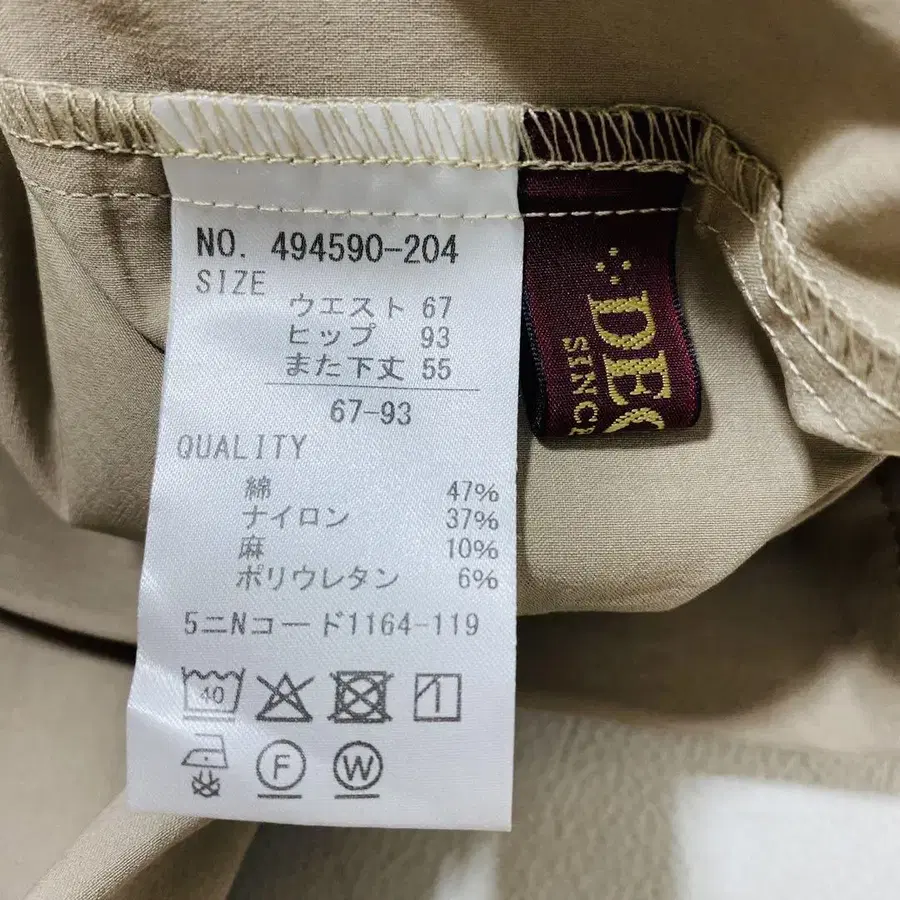 NO. 494590-204
SIZE
ウエスト 67
ヒップ 93
また下丈 55
67-93
QUALITY
綿 47%
ナイロン 37%
麻 10%
ポリウレタン 6%
5ニNコード1164-119
40
F W
SINCE